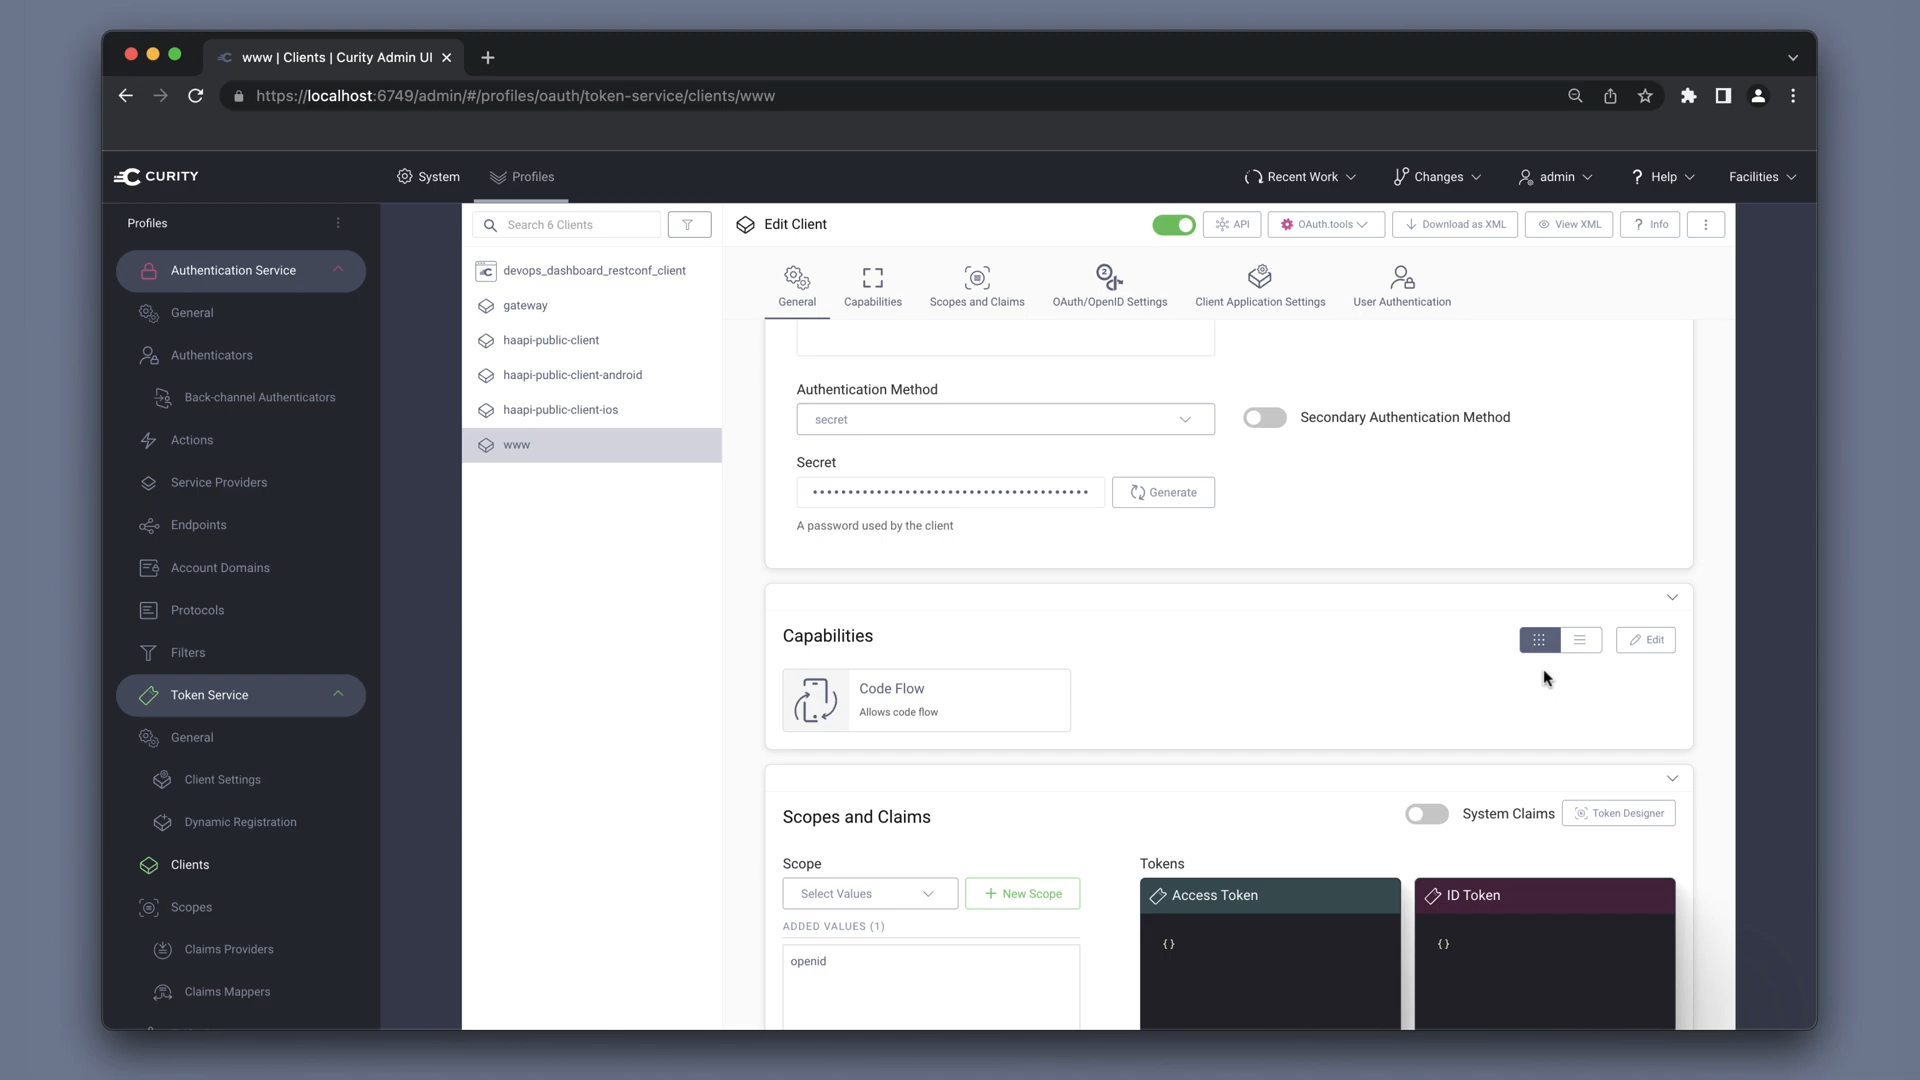 www | Clients | Curity Admin UI
https://localhost:6749/admin/#/profiles/oauth/token-service/clients/www
CURITY
System
Profiles
Recent Work
Changes
admin
? Help
Facilities
Profiles
Authentication Service
General
Authenticators
Back-channel Authenticators
Actions
Service Providers
Endpoints
Account Domains
Protocols
Filters
Token Service
General
Client Settings
Dynamic Registration
Clients
Scopes
Claims Providers
Claims Mappers
Search 6 Clients
devops_dashboard_restconf_client
gateway
haapi-public-client
haapi-public-client-android
haapi-public-client-ios
www
Edit Client
API
OAuth.tools
Download as XML
View XML
? Info
General
Capabilities
Scopes and Claims
OAuth/OpenID Settings
Client Application Settings
User Authentication
Authentication Method
secret
Secondary Authentication Method
Secret
••••••••••••••••••••••••••••••••••••••••
Generate
A password used by the client
Capabilities
Edit
Code Flow
Allows code flow
Scopes and Claims
System Claims
Token Designer
Scope
Select Values
+ New Scope
ADDED VALUES (1)
openid
Tokens
Access Token
{}
ID Token
{}